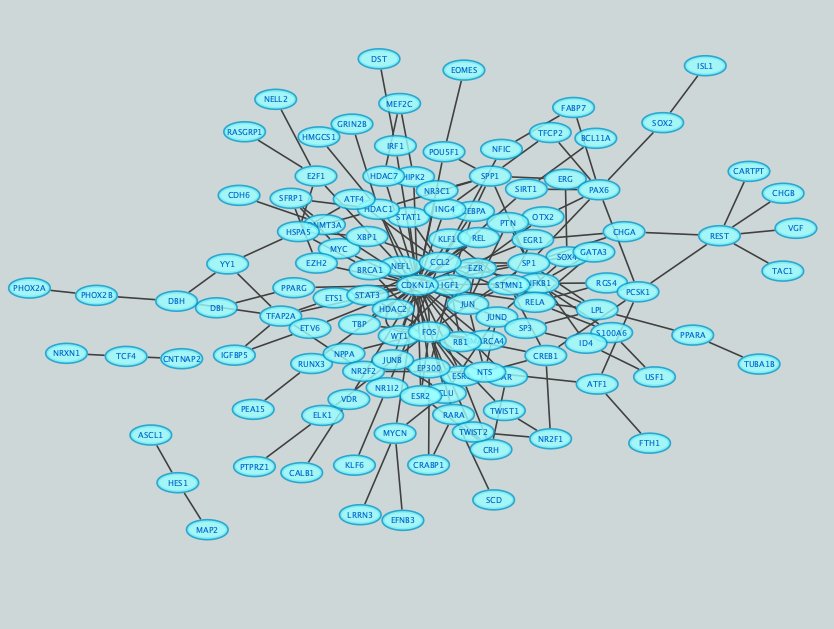 DST
EOMES
ISL1
NELL2
MEF2C
FABP7
GRIN2B
SOX2
RASGRP1
HMGCS1
TFCP2
BCL11A
IRF1
POU5F1
NFIC
CARTPT
E2F1
HDAC7
HIPK2
SPP1
ERG
PAX6
SIRT1
NR3C1
CHGB
CDH6
SFRP1
ATF4
HDAC1
STAT1
ING4
EBPA
OTX2
PTN
NMT3A
VGF
HSPA5
XBP1
KLF1
REL
EGR1
CHGA
REST
MYC
GATA3
SOX
YY1
EZH2
BRCA1
NEFL
CCL2
EZR
SP1
TAC1
PHOX2A
PHOX2B
PPARG
CDKN1A
IGF1
STMN1
FKB1
RGS4
PCSK1
DBH
DBI
ETS1
STAT3
JUN
RELA
TFAP2A
HDAC2
JUND
LPL
ETV6
TBP
WT1
FOS
SP3
S100A6
PPARA
NRXN1
TCF4
CNTNAP2
IGFBP5
NPPA
RB1
ARCA4
ID4
CREB1
TUBA1B
RUNX3
NR2F2
JUNB
EP300
ESR
NTS
AR
ATF1
USF1
NR1I2
ESR2
CLU
VDR
PEA15
ELK1
RARA
TWIST1
ASCL1
MYCN
TWIST2
NR2F1
FTH1
PTPRZ1
CALB1
KLF6
CRABP1
CRH
HES1
SCD
MAP2
LRRN3
EFNB3